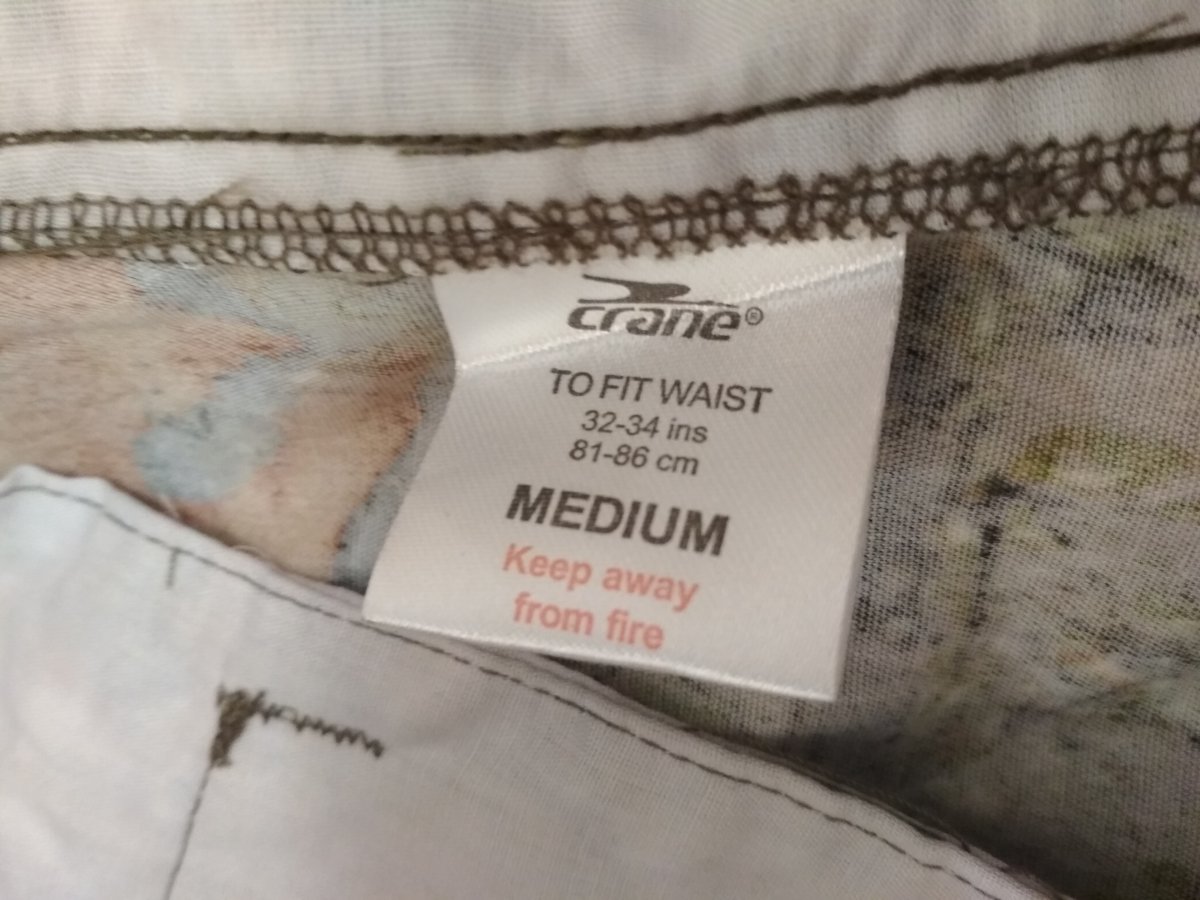 crane®
TO FIT WAIST
32-34 ins
81-86 cm
MEDIUM
Keep away
from fire